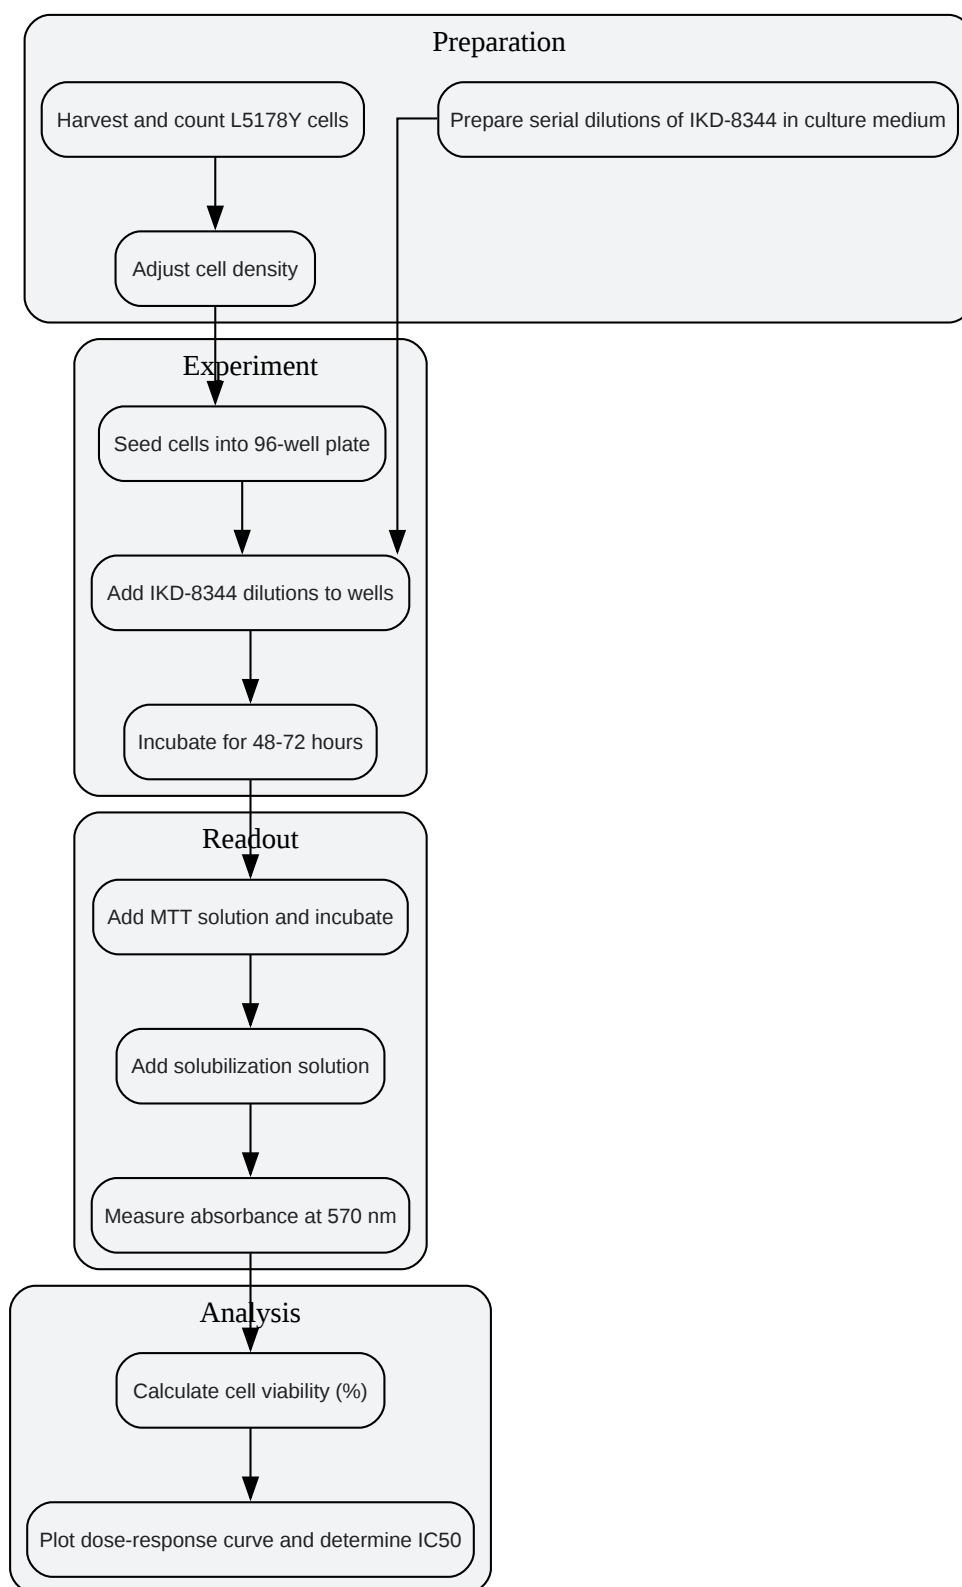 Preparation
Harvest and count L5178Y cells
Prepare serial dilutions of IKD-8344 in culture medium
Adjust cell density
Experiment
Seed cells into 96-well plate
Add IKD-8344 dilutions to wells
Incubate for 48-72 hours
Readout
Add MTT solution and incubate
Add solubilization solution
Measure absorbance at 570 nm
Analysis
Calculate cell viability (%)
Plot dose-response curve and determine IC50